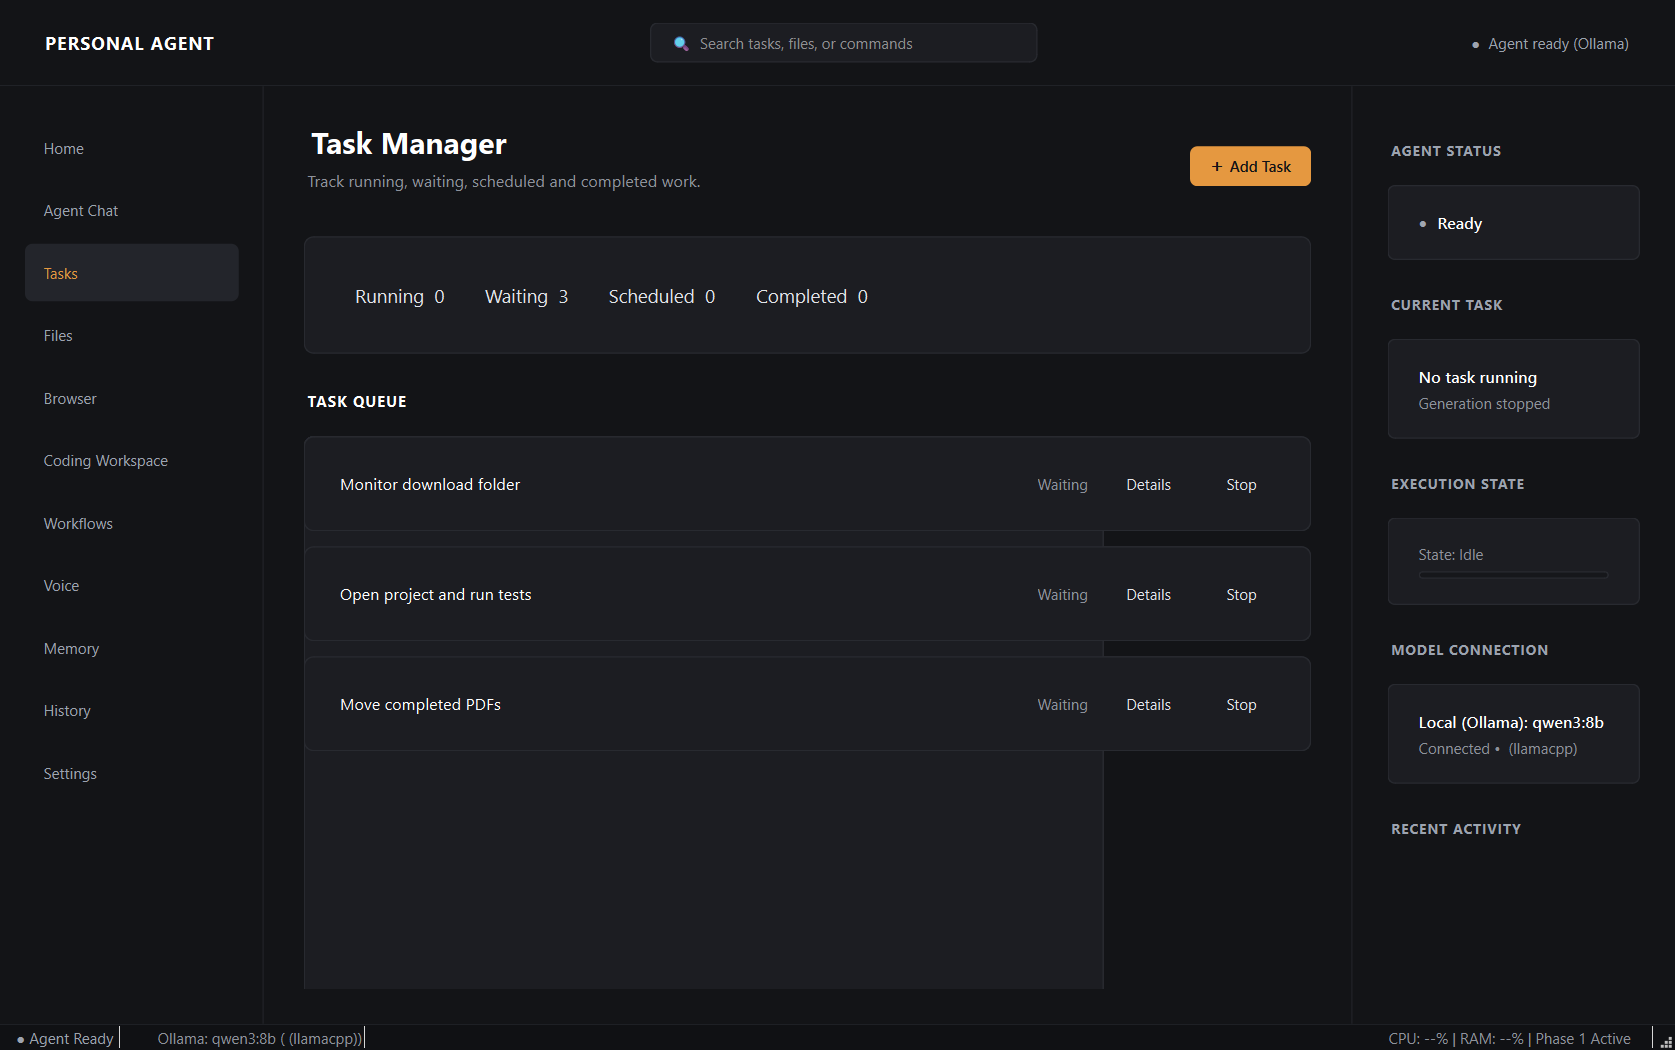 PERSONAL AGENT
Search tasks, files, or commands
● Agent ready (Ollama)
Home
Agent Chat
Tasks
Files
Browser
Coding Workspace
Workflows
Voice
Memory
History
Settings
Task Manager
Track running, waiting, scheduled and completed work.
+ Add Task
Running 0 Waiting 3 Scheduled 0 Completed 0
TASK QUEUE
Monitor download folder Waiting Details Stop
Open project and run tests Waiting Details Stop
Move completed PDFs Waiting Details Stop
AGENT STATUS
● Ready
CURRENT TASK
No task running
Generation stopped
EXECUTION STATE
State: Idle
MODEL CONNECTION
Local (Ollama): qwen3:8b
Connected • (llamacpp)
RECENT ACTIVITY
● Agent Ready
Ollama: qwen3:8b ( (llamacpp))
CPU: --% | RAM: --% | Phase 1 Active